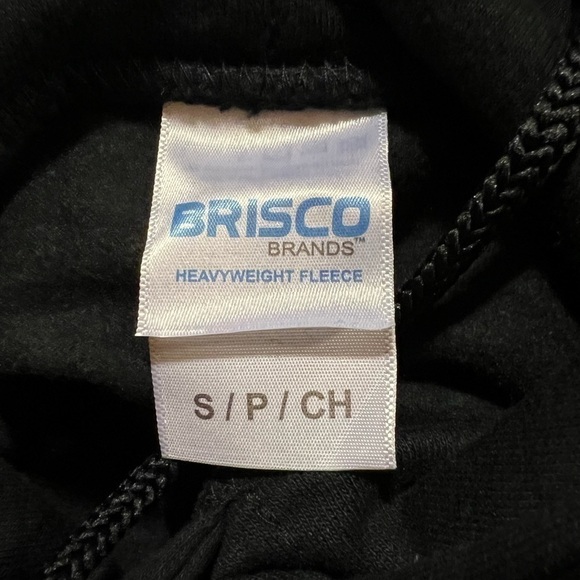 BRISCO
BRANDS™
HEAVYWEIGHT FLEECE
S / P / CH